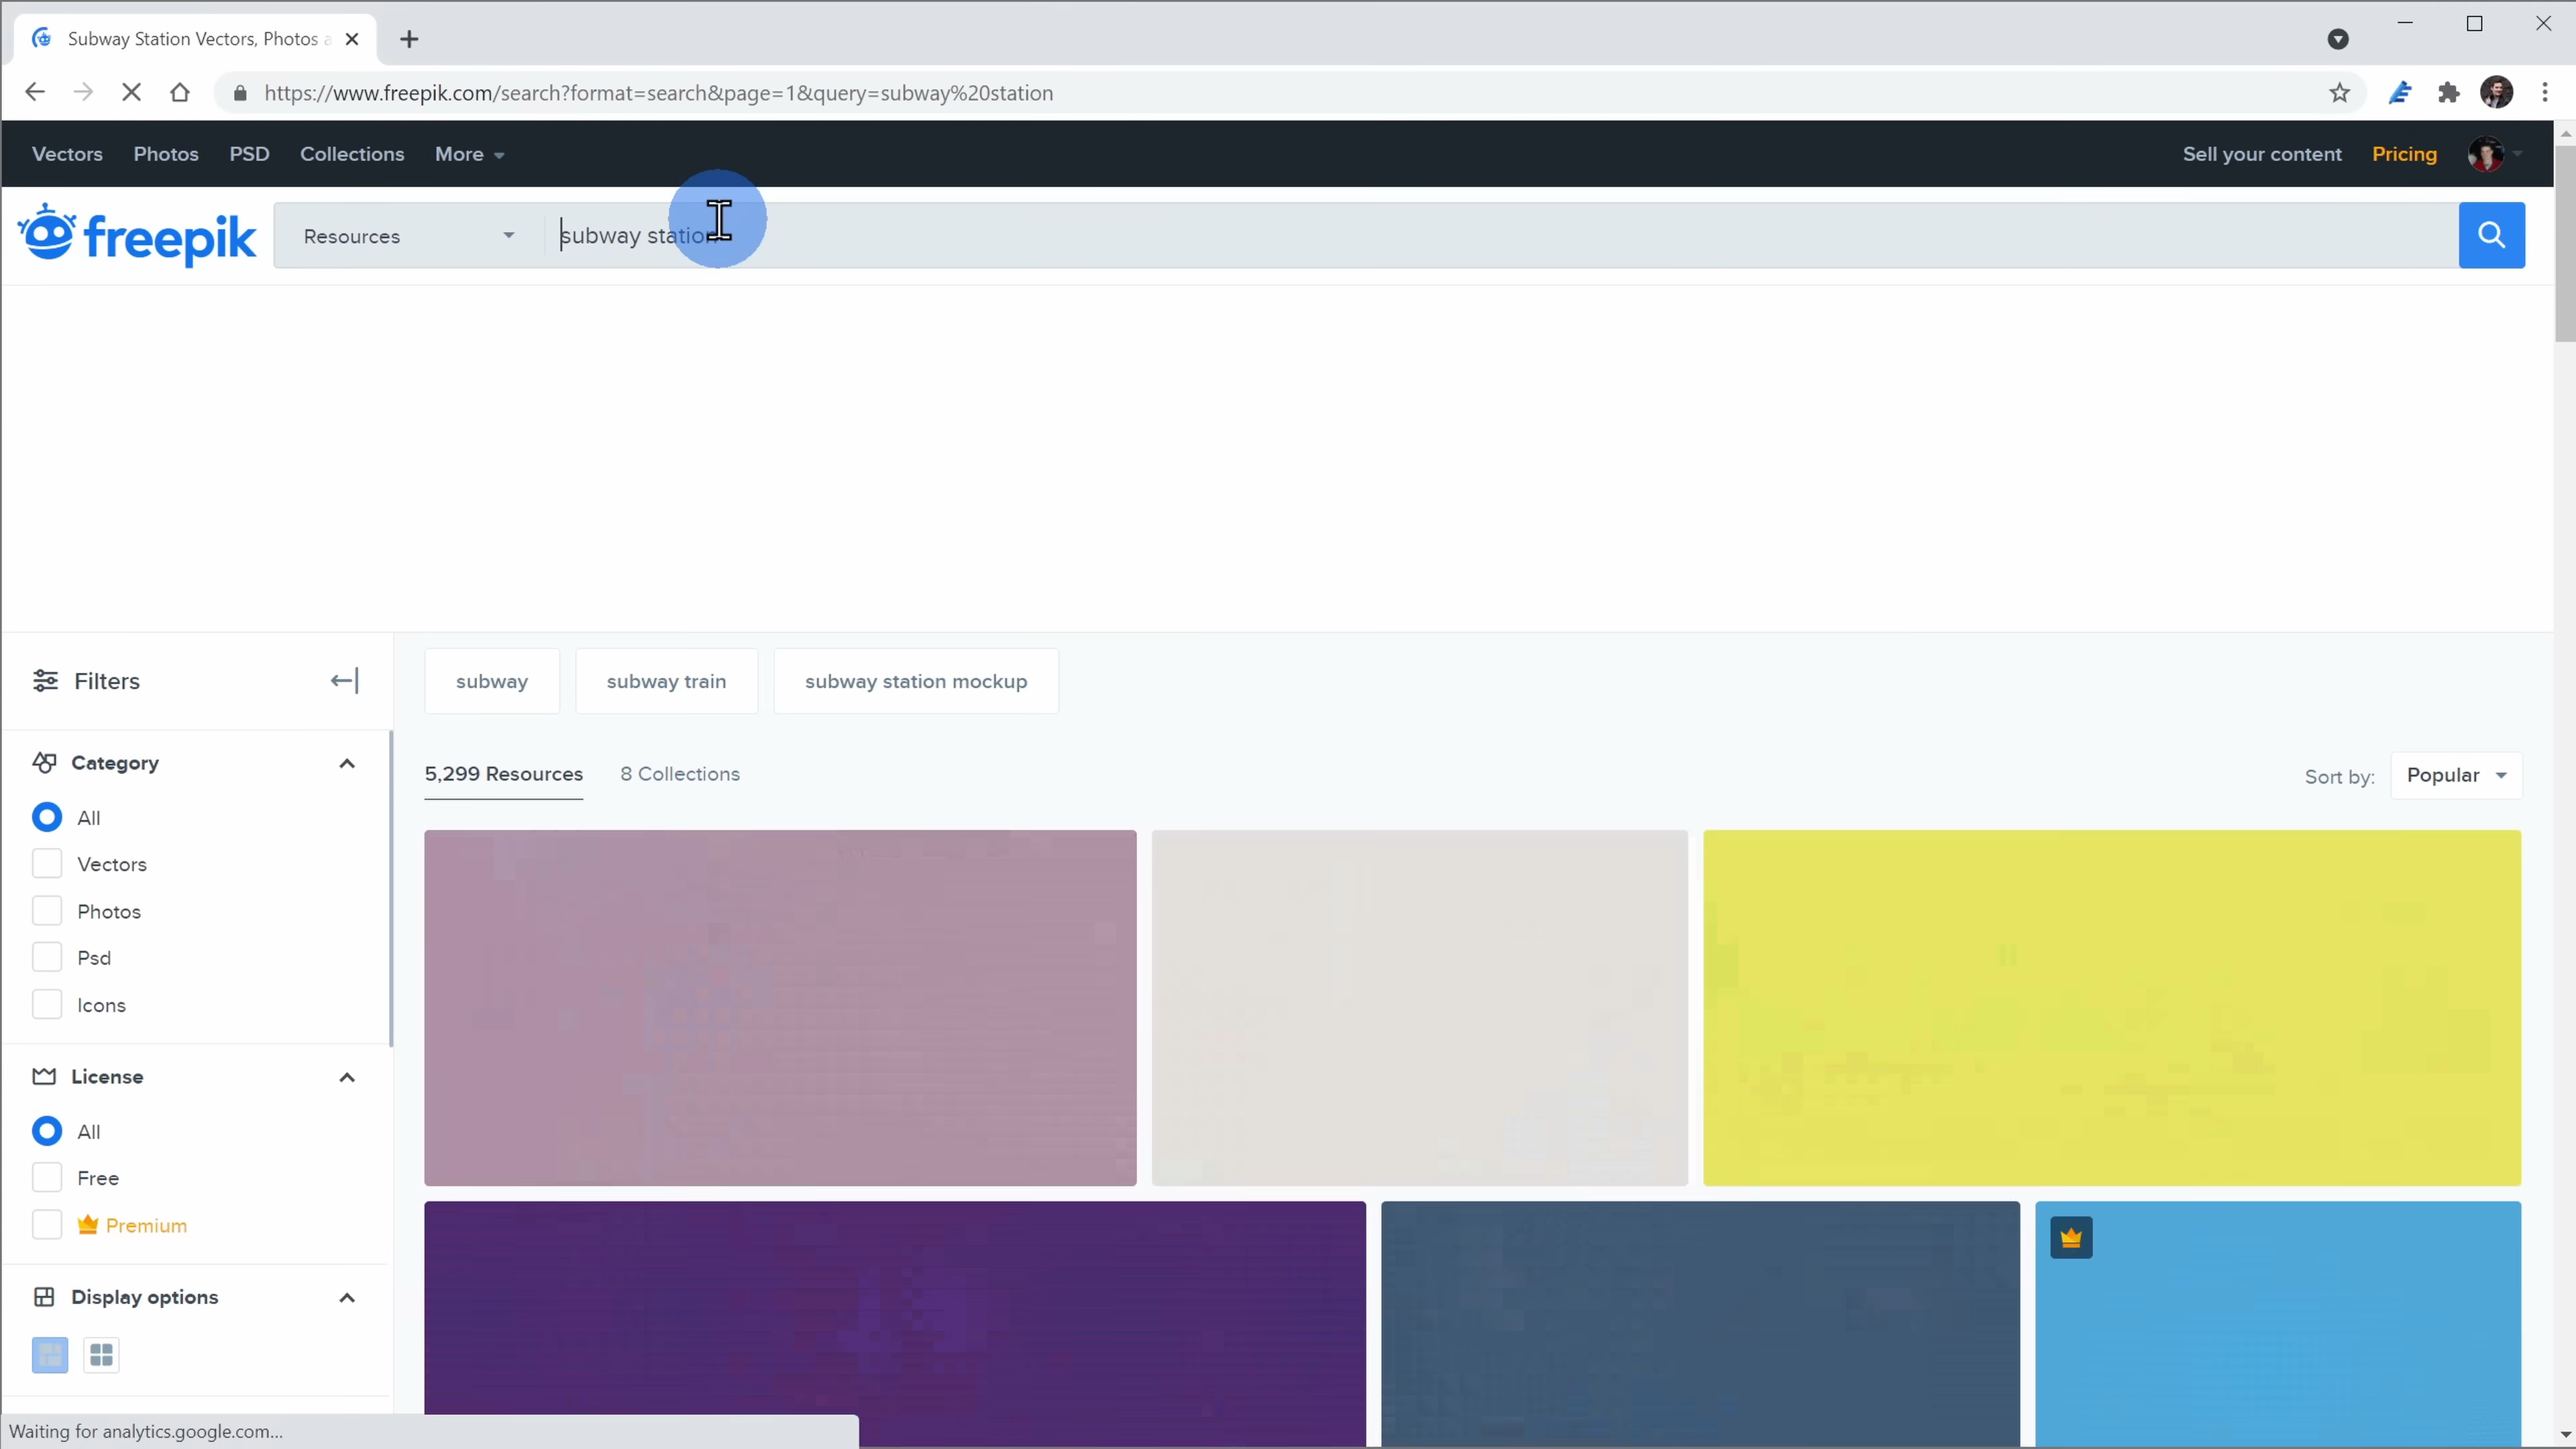 Subway Station Vectors, Photos a
https://www.freepik.com/search?format=search&page=1&query=subway%20station
Vectors
Photos
PSD
Collections
More
Sell your content
Pricing
freepik
Resources
subway station
Filters
subway
subway train
subway station mockup
Category
5,299 Resources
8 Collections
Sort by:
Popular
All
Vectors
Photos
Psd
Icons
License
All
Free
Premium
Display options
Waiting for analytics.google.com...